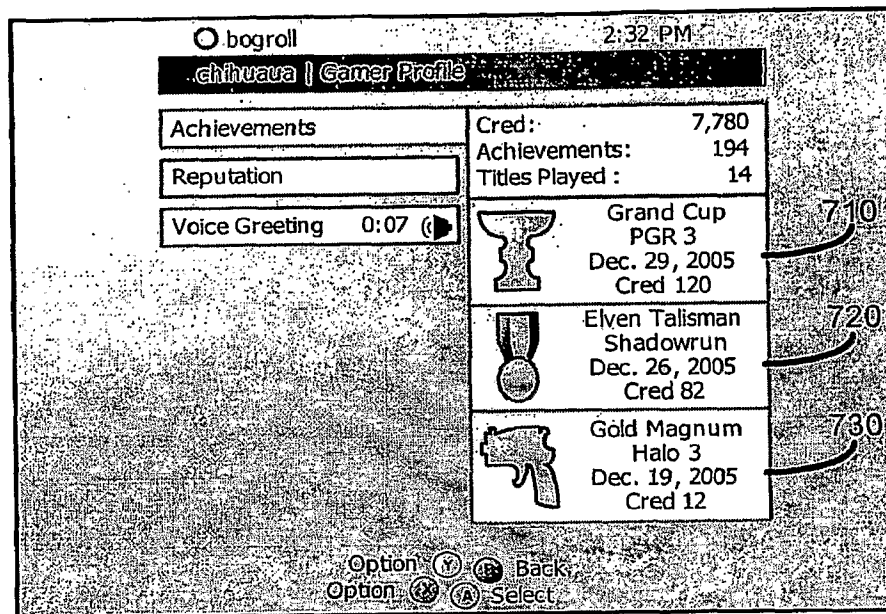 bogroll 2:32 PM
chihuaua | Gamer Profile
Achievements
Reputation
Voice Greeting 0:07
Cred: 7,780
Achievements: 194
Titles Played : 14
Grand Cup
PGR 3
Dec. 29, 2005
Cred 120
710
Elven Talisman
Shadowrun
Dec. 26, 2005
Cred 82
720
Gold Magnum
Halo 3
Dec. 19, 2005
Cred 12
730
Option Y B Back
Option X A Select